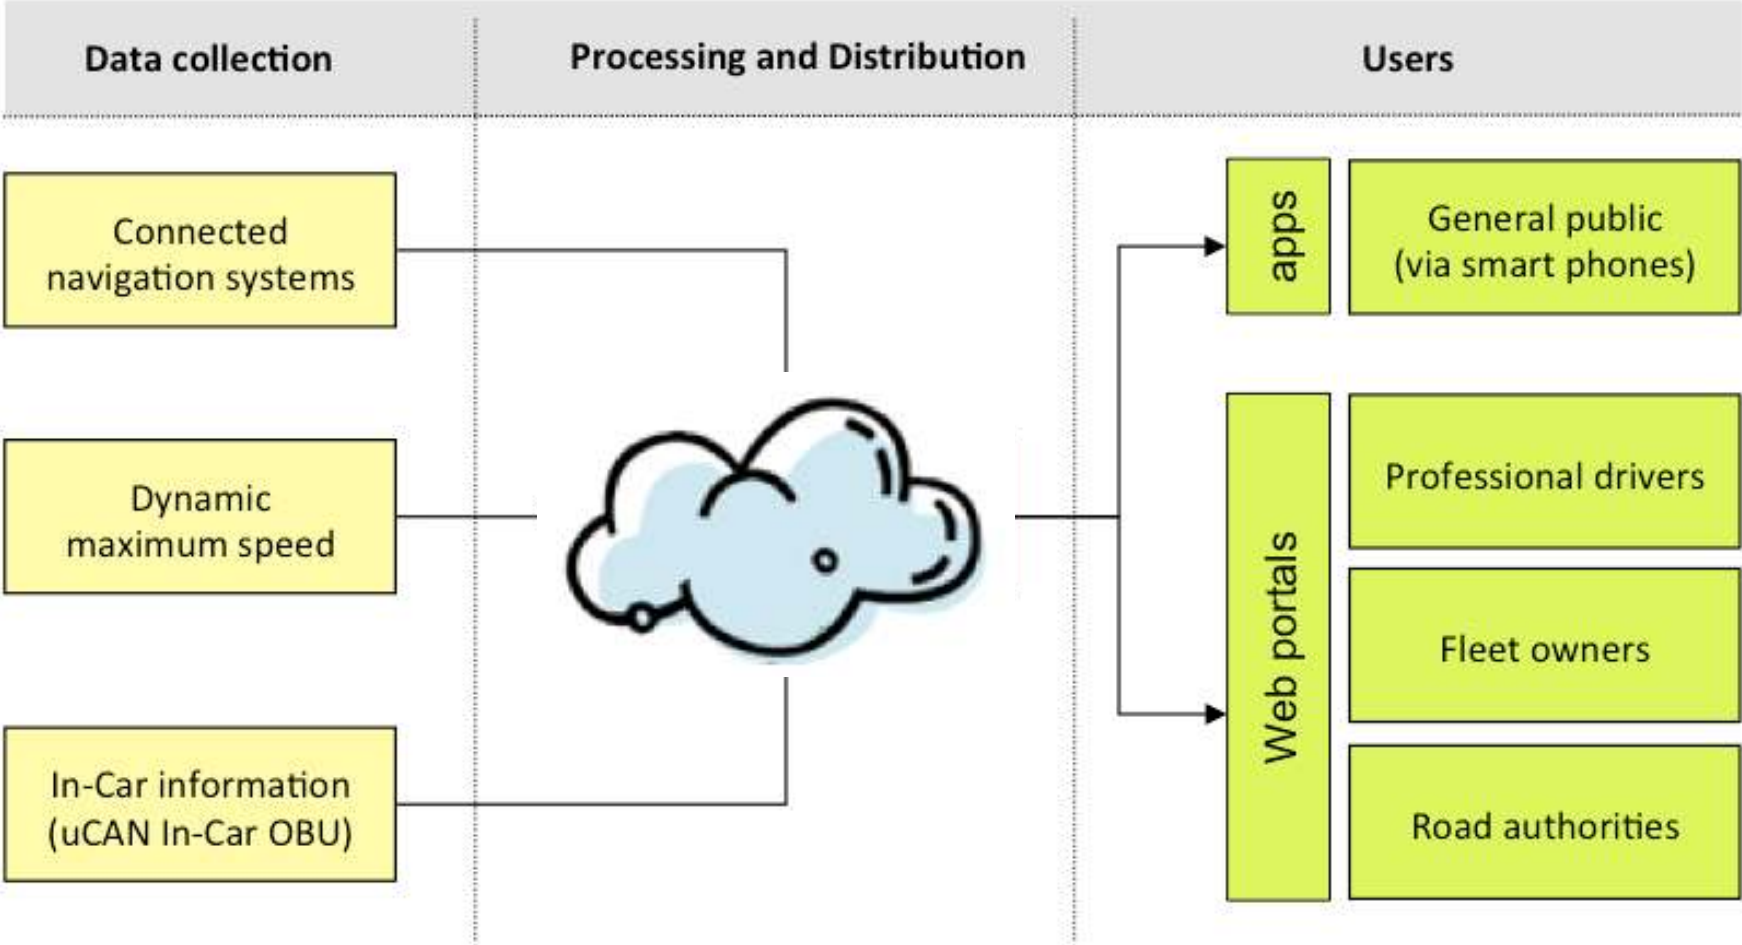 Data collection
Processing and Distribution
Users
Connected
navigation systems
Dynamic
maximum speed
In-Car information
(uCAN In-Car OBU)
apps
General public
(via smart phones)
Web portals
Professional drivers
Fleet owners
Road authorities